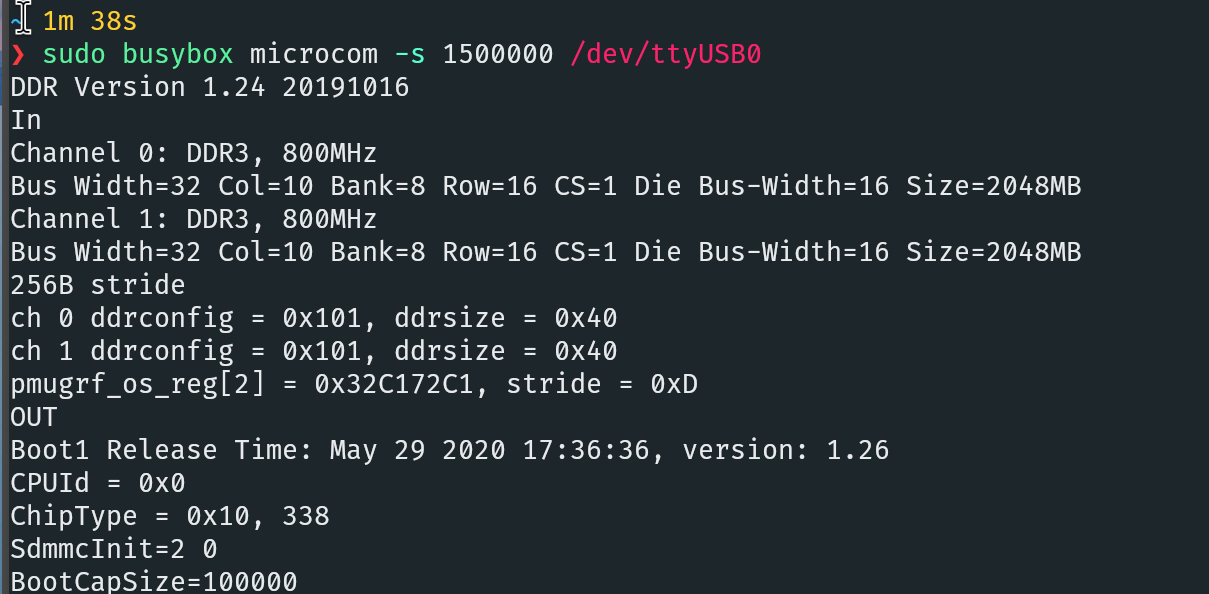 ~ 1m 38s
❯ sudo busybox microcom -s 1500000 /dev/ttyUSB0
DDR Version 1.24 20191016
In
Channel 0: DDR3, 800MHz
Bus Width=32 Col=10 Bank=8 Row=16 CS=1 Die Bus-Width=16 Size=2048MB
Channel 1: DDR3, 800MHz
Bus Width=32 Col=10 Bank=8 Row=16 CS=1 Die Bus-Width=16 Size=2048MB
256B stride
ch 0 ddrconfig = 0x101, ddrsize = 0x40
ch 1 ddrconfig = 0x101, ddrsize = 0x40
pmugrf_os_reg[2] = 0x32C172C1, stride = 0xD
OUT
Boot1 Release Time: May 29 2020 17:36:36, version: 1.26
CPUId = 0x0
ChipType = 0x10, 338
SdmmcInit=2 0
BootCapSize=100000